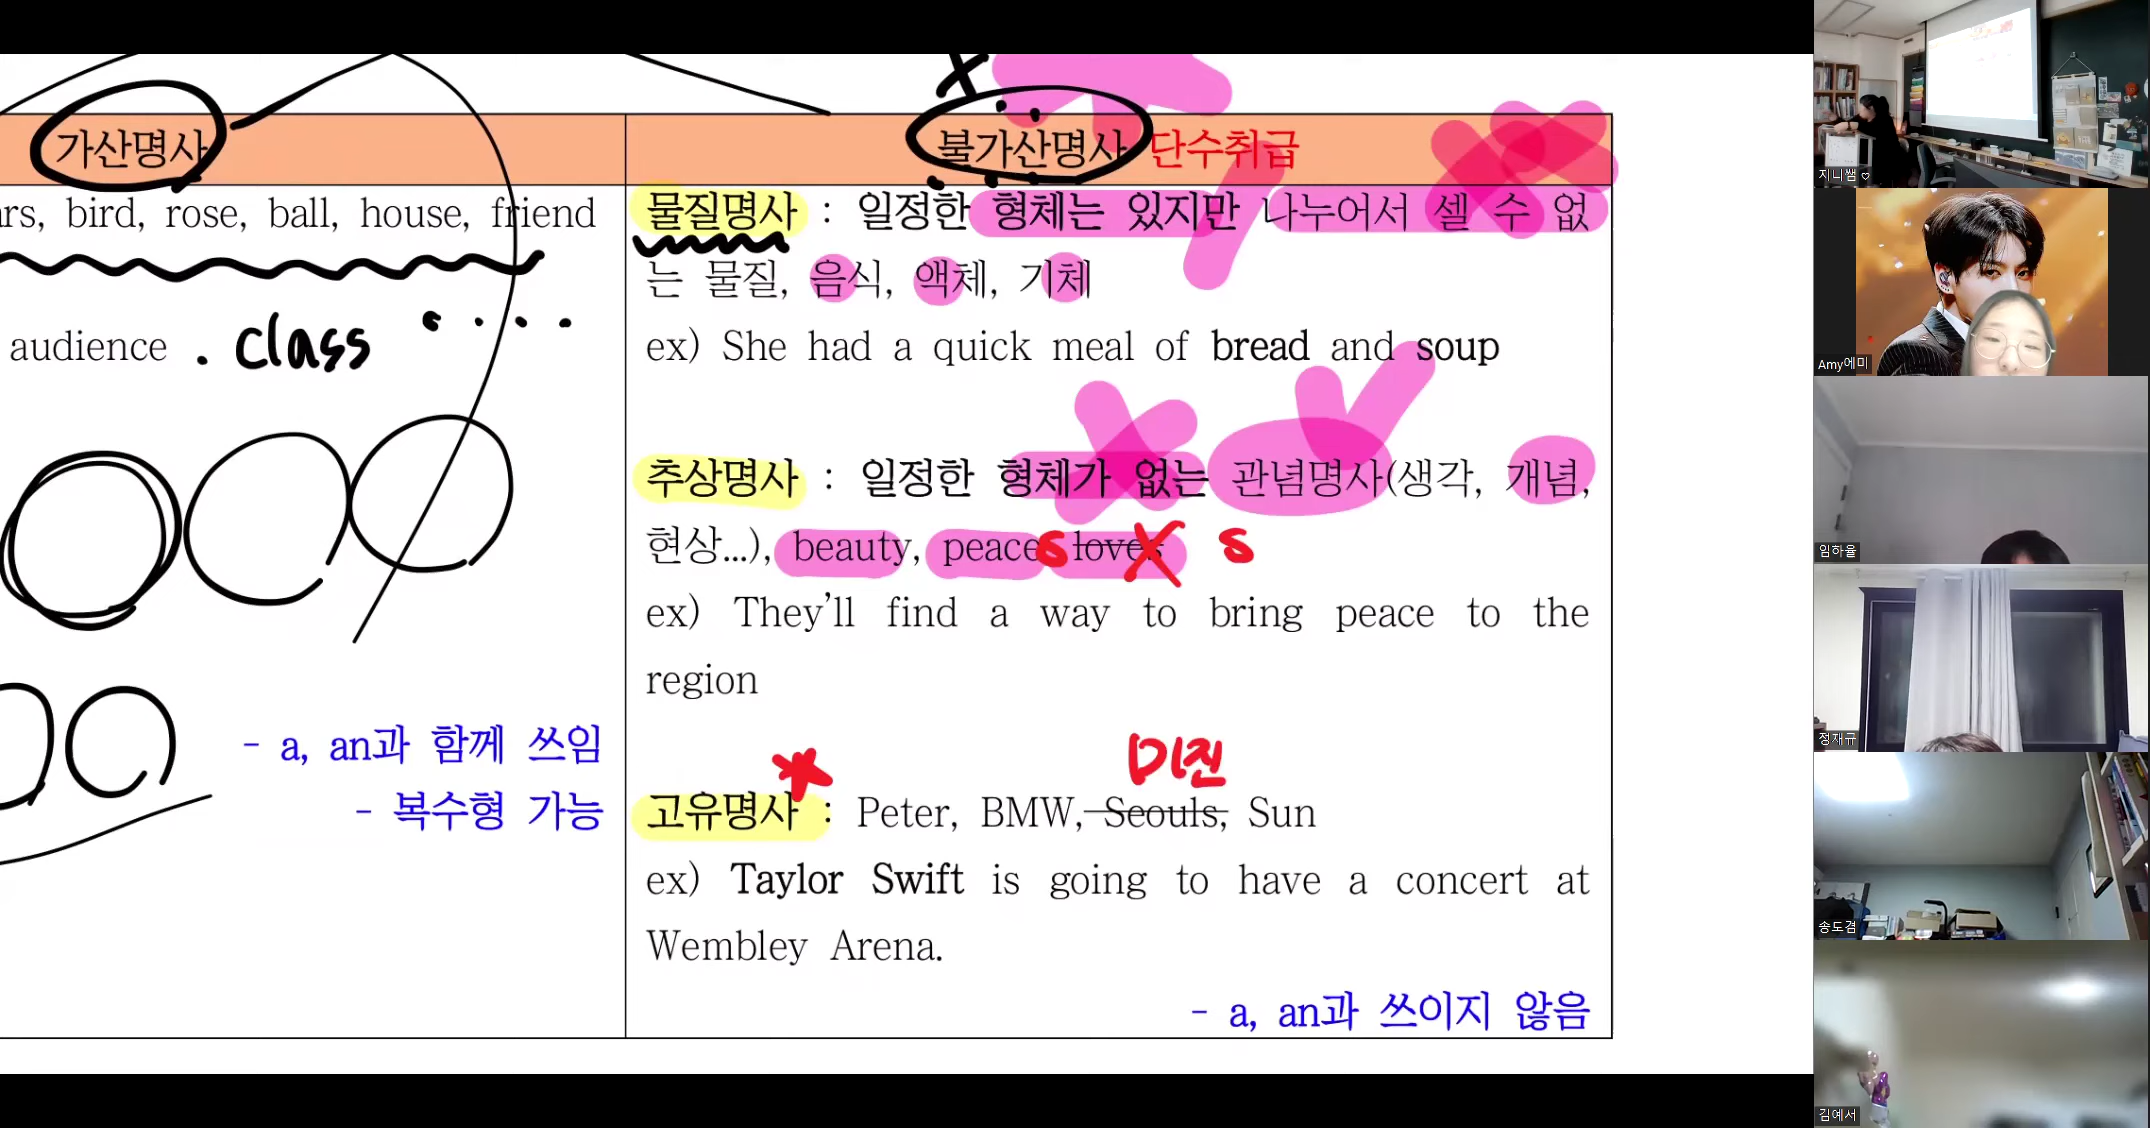 가산명사
불가산명사 단수취급
ars, bird, rose, ball, house, friend
audience . class
- a, an과 함께 쓰임
- 복수형 가능
물질명사 : 일정한 형체는 있지만 나누어서 셀 수 없
는 물질, 음식, 액체, 기체
ex) She had a quick meal of bread and soup
추상명사 : 일정한 형체가 없는 관념명사(생각, 개념,
현상...), beauty, peaces loves s
ex) They'll find a way to bring peace to the
region
미진
고유명사 : Peter, BMW, Seouls, Sun
ex) Taylor Swift is going to have a concert at
Wembley Arena.
- a, an과 쓰이지 않음
지니쌤♡
Amy에미
임하율
정재규
송도겸
김예서